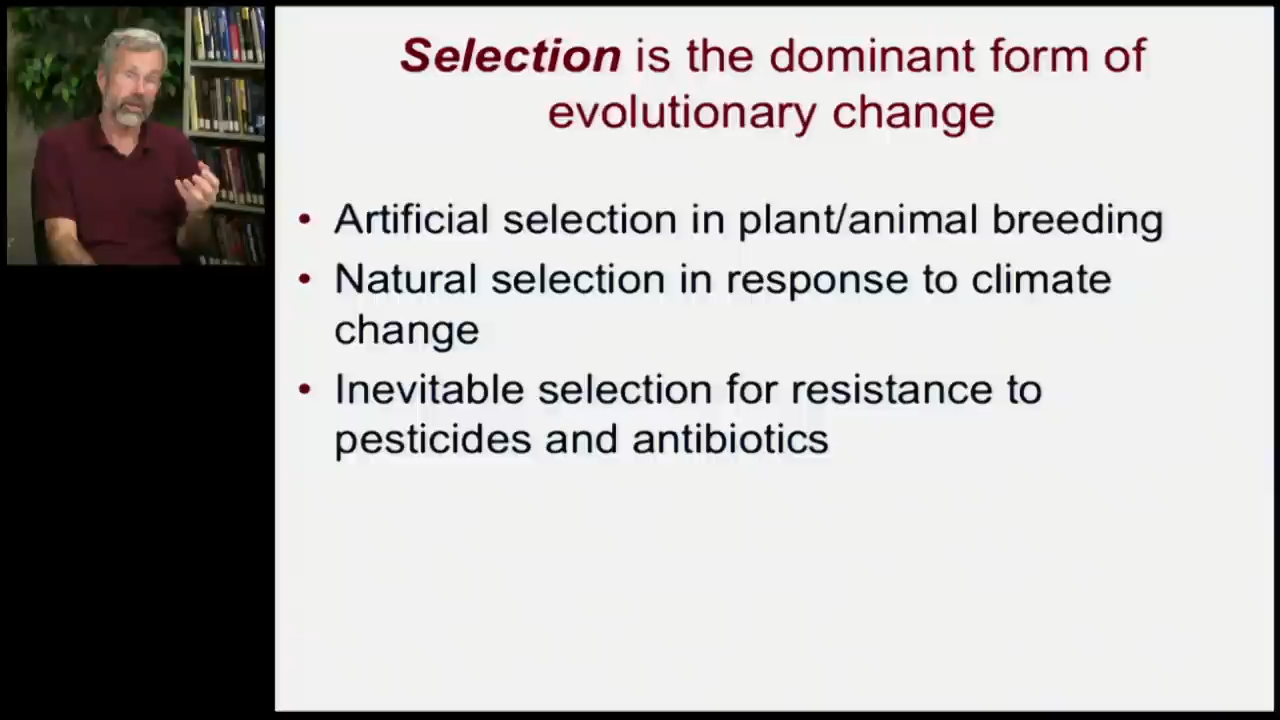 Selection is the dominant form of
evolutionary change
• Artificial selection in plant/animal breeding
• Natural selection in response to climate
change
• Inevitable selection for resistance to
pesticides and antibiotics